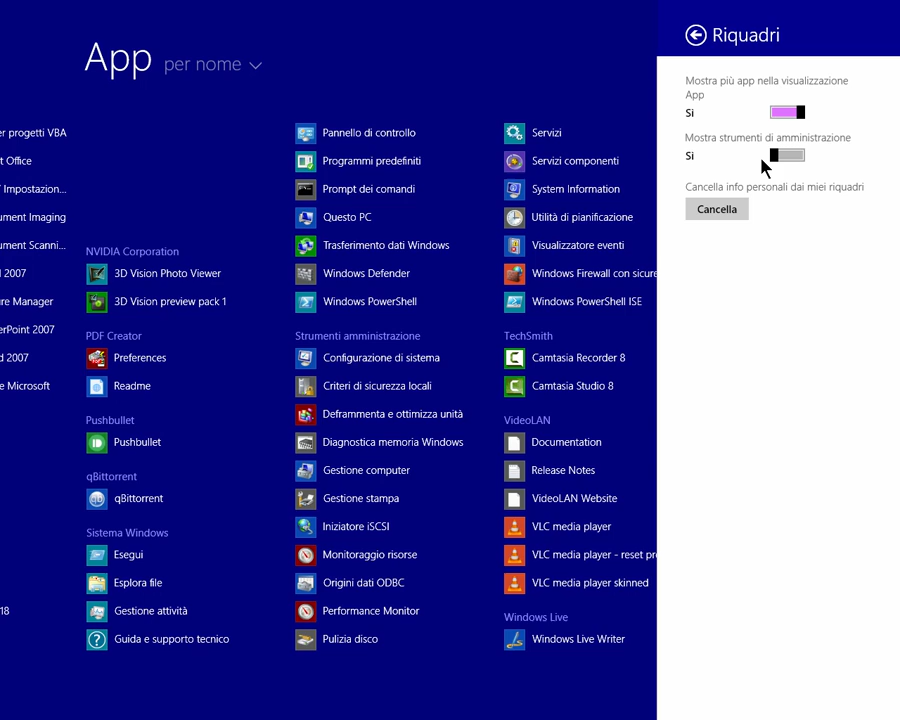 App per nome
er progetti VBA
t Office
' Impostazion...
ument Imaging
ument Scanni...
l 2007
re Manager
erPoint 2007
d 2007
e Microsoft
18
NVIDIA Corporation
3D Vision Photo Viewer
3D Vision preview pack 1
PDF Creator
Preferences
Readme
Pushbullet
Pushbullet
qBittorrent
qBittorrent
Sistema Windows
Esegui
Esplora file
Gestione attività
Guida e supporto tecnico
Pannello di controllo
Programmi predefiniti
Prompt dei comandi
Questo PC
Trasferimento dati Windows
Windows Defender
Windows PowerShell
Strumenti amministrazione
Configurazione di sistema
Criteri di sicurezza locali
Deframmenta e ottimizza unità
Diagnostica memoria Windows
Gestione computer
Gestione stampa
Iniziatore iSCSI
Monitoraggio risorse
Origini dati ODBC
Performance Monitor
Pulizia disco
Servizi
Servizi componenti
System Information
Utilità di pianificazione
Visualizzatore eventi
Windows Firewall con sicure
Windows PowerShell ISE
TechSmith
Camtasia Recorder 8
Camtasia Studio 8
VideoLAN
Documentation
Release Notes
VideoLAN Website
VLC media player
VLC media player - reset pr
VLC media player skinned
Windows Live
Windows Live Writer
Riquadri
Mostra più app nella visualizzazione
App
Sì
Mostra strumenti di amministrazione
Sì
Cancella info personali dai miei riquadri
Cancella